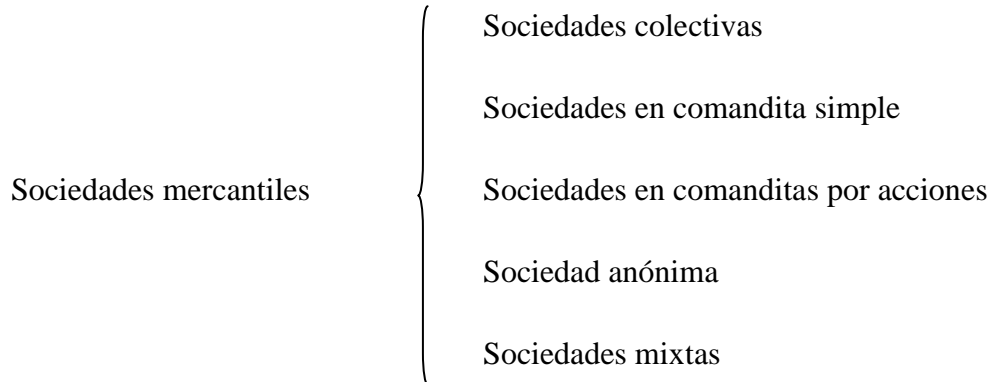 Sociedades colectivas
Sociedades en comandita simple
Sociedades mercantiles
Sociedades en comanditas por acciones
Sociedad anónima
Sociedades mixtas